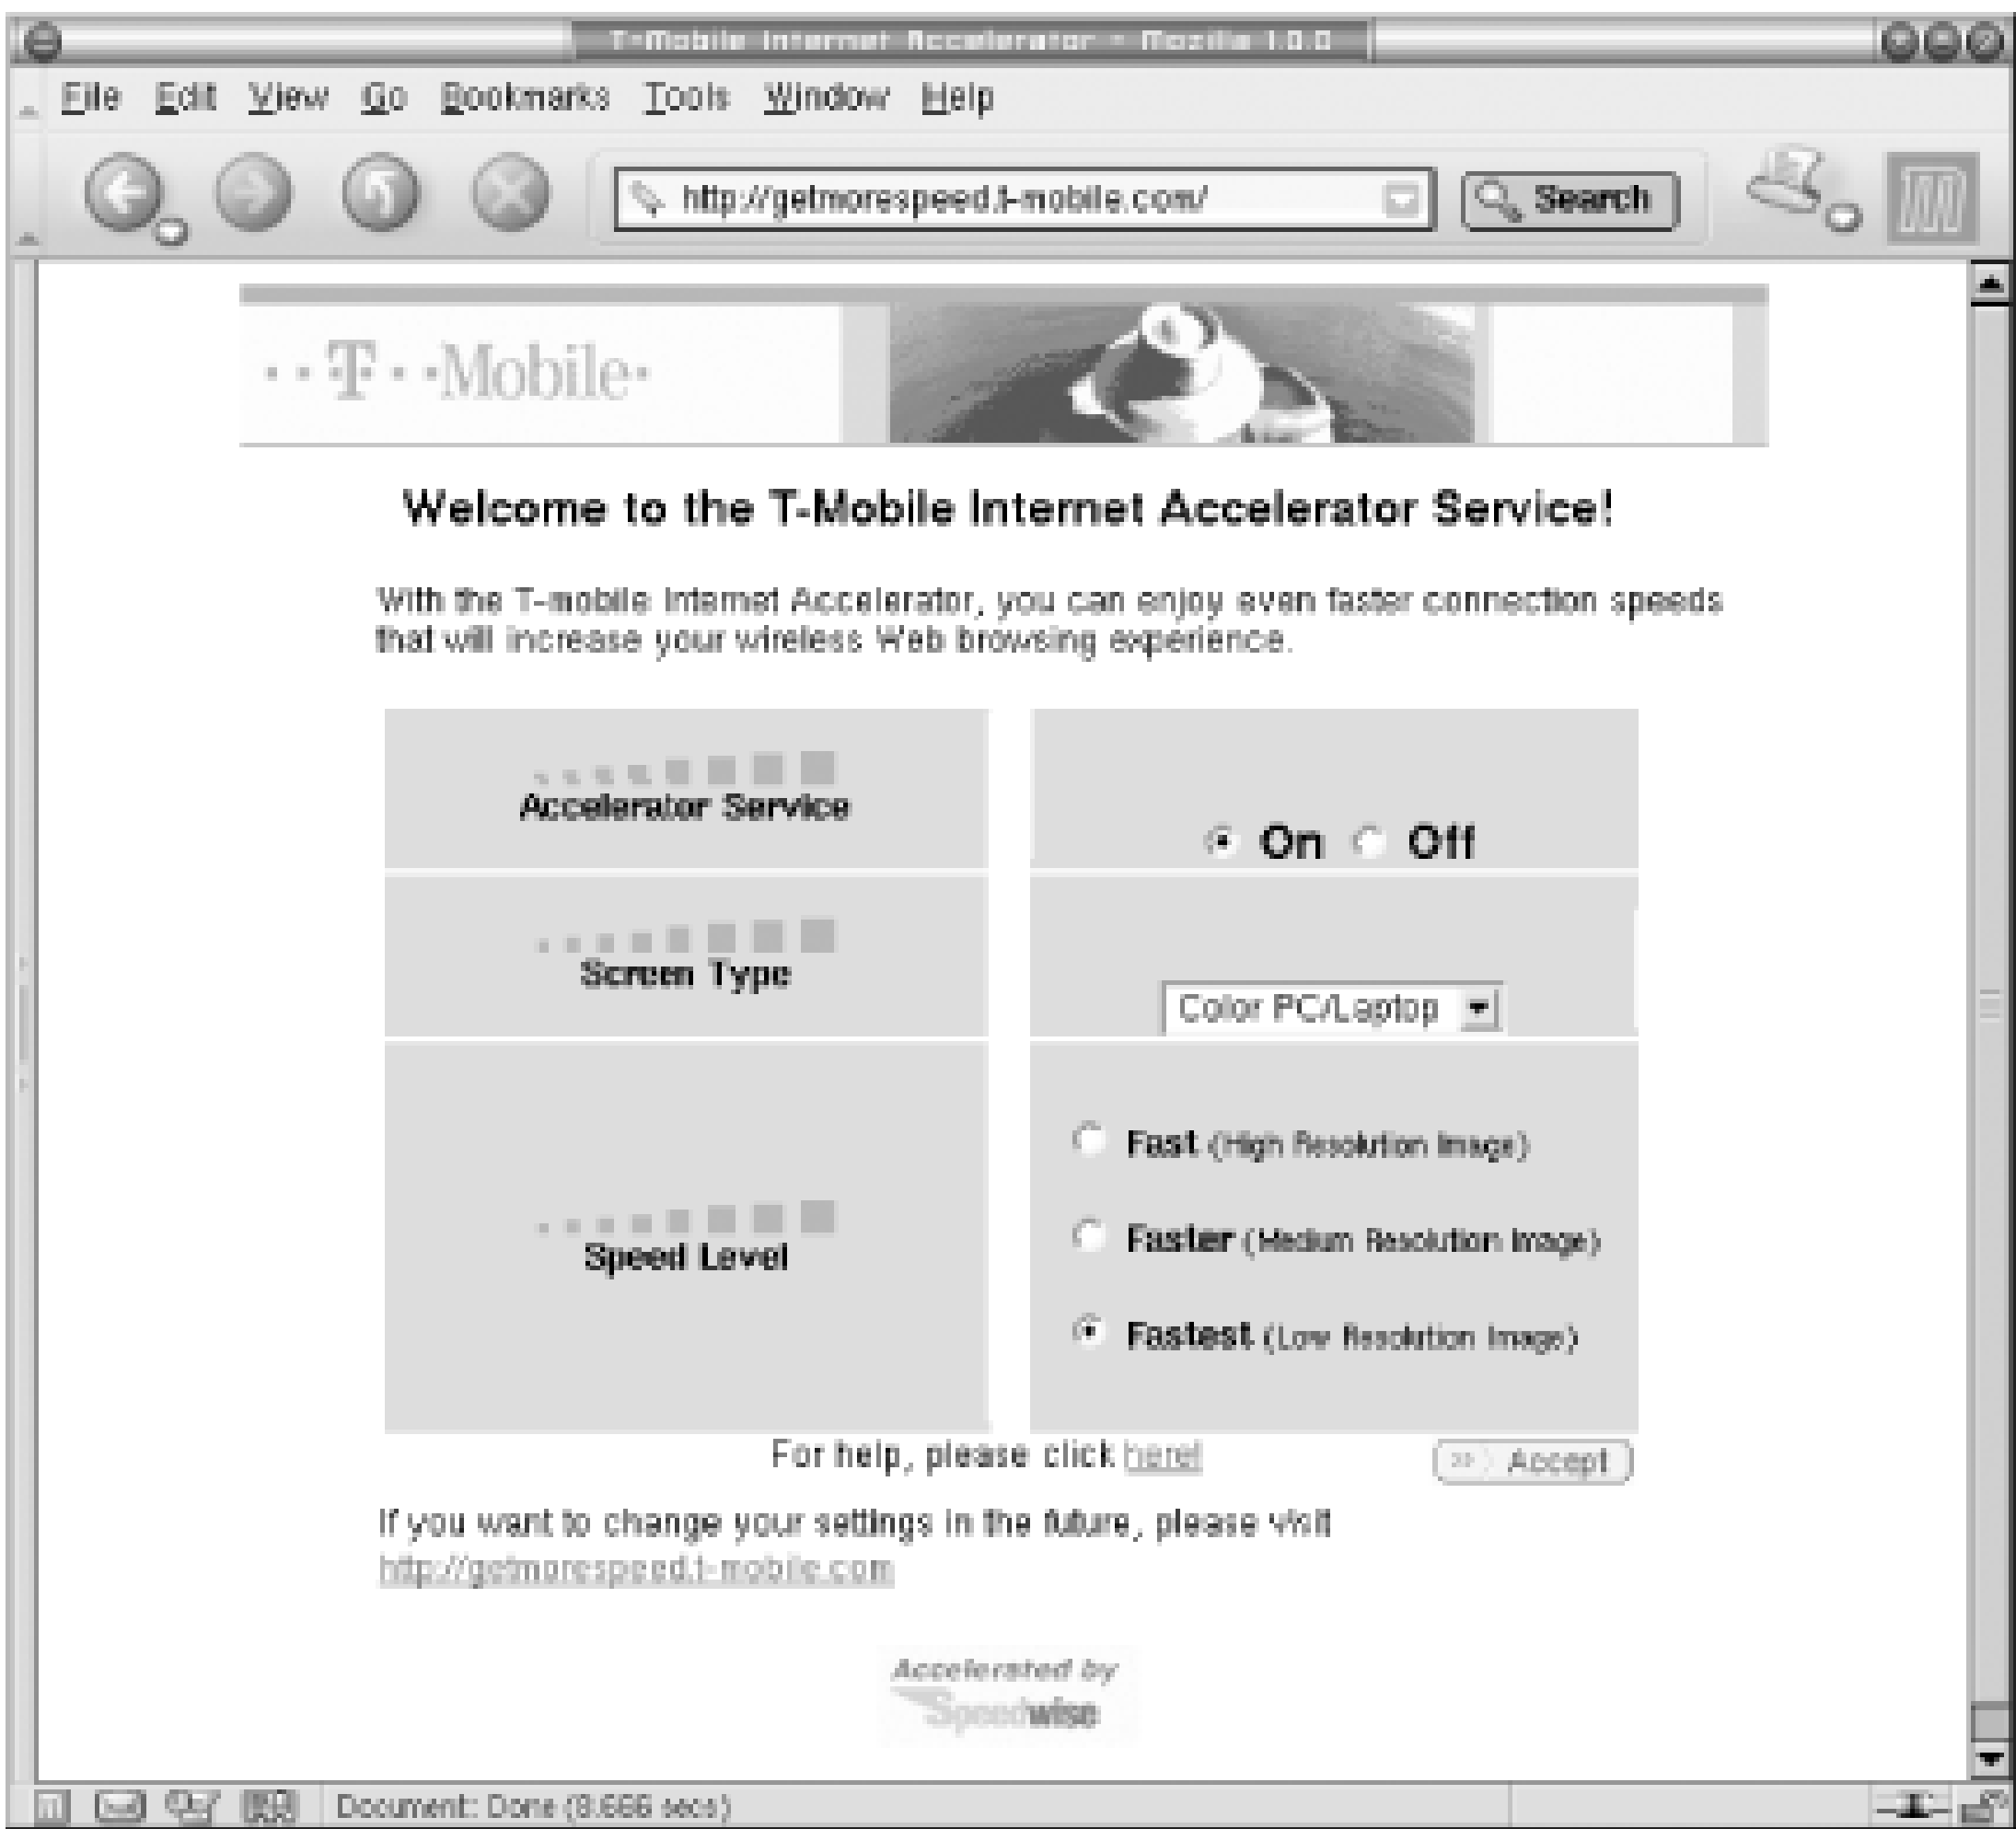 T-Mobile Internet Accelerator - Mozilla 1.0.0
File Edit View Go Bookmarks Tools Window Help
http://getmorespeed.t-mobile.com/
Search
··T··Mobile·
Welcome to the T-Mobile Internet Accelerator Service!
With the T-mobile Internet Accelerator, you can enjoy even faster connection speeds
that will increase your wireless Web browsing experience.
Accelerator Service
On Off
Screen Type
Color PC/Laptop
Fast (High Resolution Image)
Faster (Medium Resolution Image)
Speed Level
Fastest (Low Resolution Image)
For help, please click here!
>> Accept
If you want to change your settings in the future, please visit
http://getmorespeed.t-mobile.com
Accelerated by
Speedwise
Document: Done (8.666 secs)